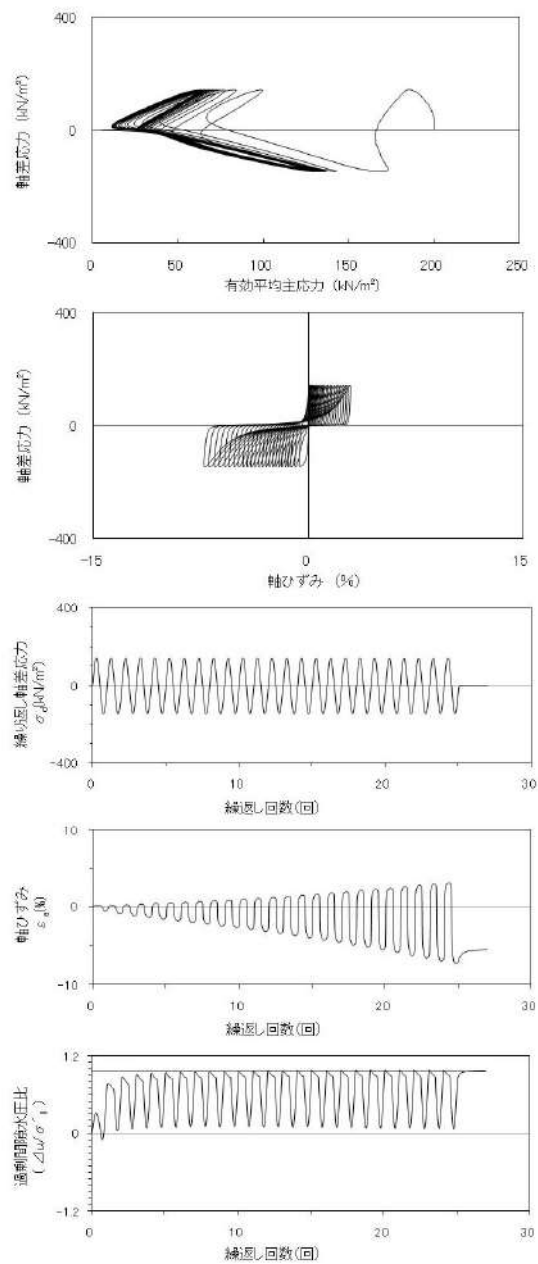 400
0
-400
軸差応力 (kN/m²)
0 50 100 150 200 250
有効平均主応力 (kN/m²)
400
0
-400
軸差応力 (kN/m²)
-15 0 15
軸ひずみ (%)
400
0
-400
繰り返し軸差応力
σd(kN/m²)
0 10 20 30
繰返し回数(回)
10
0
-10
軸ひずみ
εa(%)
0 10 20 30
繰返し回数(回)
1.2
0
-1.2
過剰間隙水圧比
0 10 20 30
繰返し回数(回)